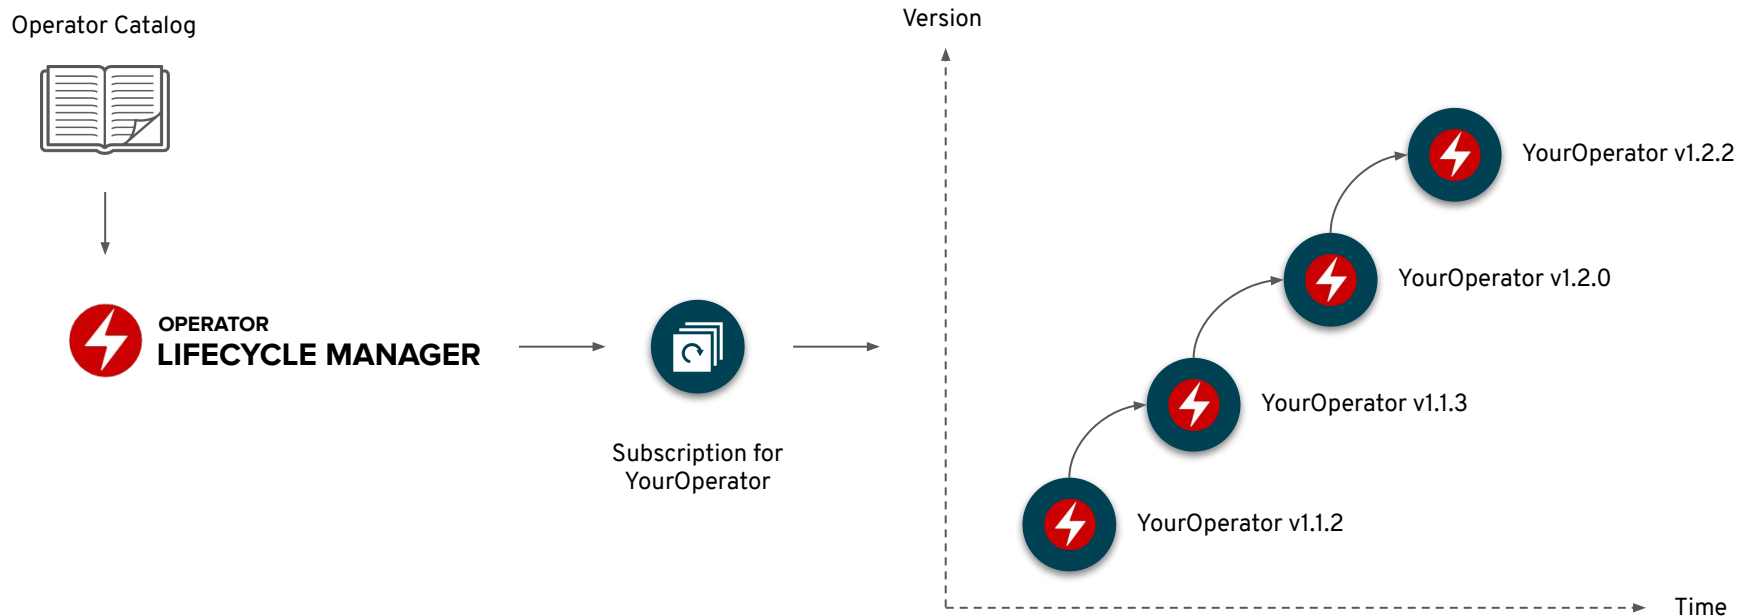 Operator Catalog
OPERATOR
LIFECYCLE MANAGER
Subscription for
YourOperator
Version
YourOperator v1.2.2
YourOperator v1.2.0
YourOperator v1.1.3
YourOperator v1.1.2
Time